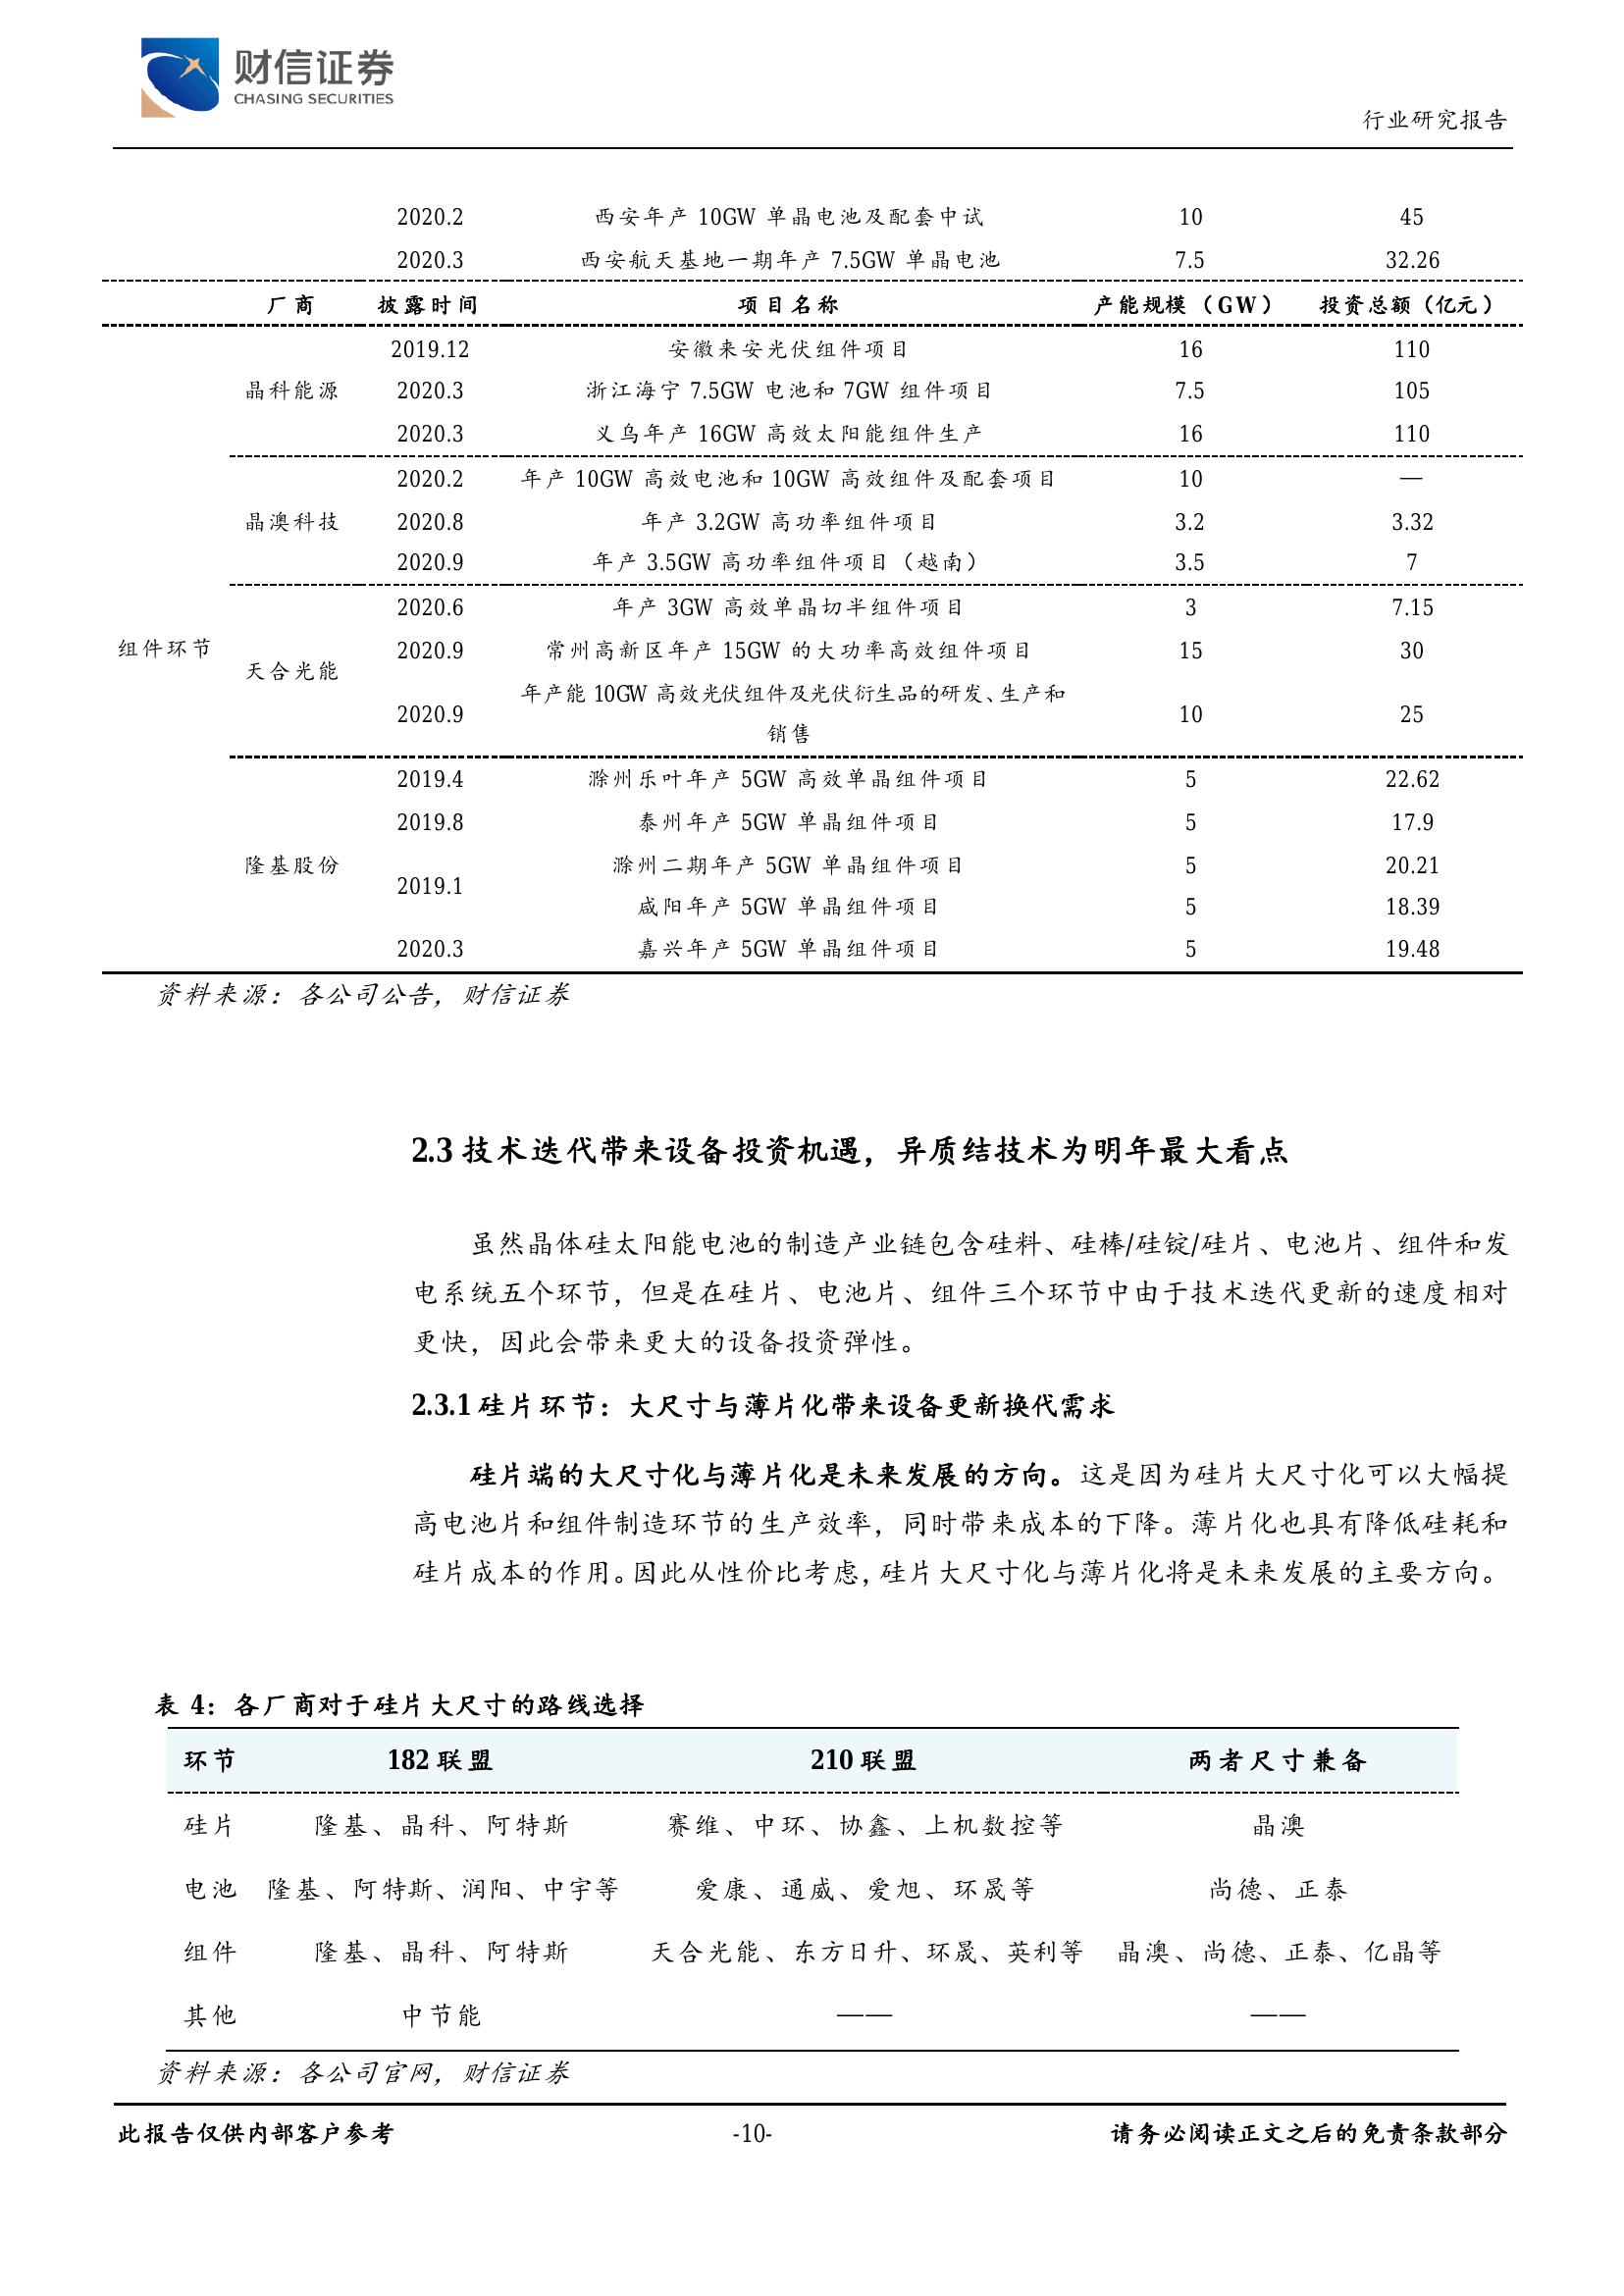 财信证券
CHASING SECURITIES
行业研究报告
2020.2 西安年产 10GW 单晶电池及配套中试 10 45
2020.3 西安航天基地一期年产 7.5GW 单晶电池 7.5 32.26
厂商 披露时间 项目名称 产能规模（GW） 投资总额（亿元）
2019.12 安徽来安光伏组件项目 16 110
晶科能源 2020.3 浙江海宁 7.5GW 电池和 7GW 组件项目 7.5 105
2020.3 义乌年产 16GW 高效太阳能组件生产 16 110
2020.2 年产 10GW 高效电池和 10GW 高效组件及配套项目 10 —
晶澳科技 2020.8 年产 3.2GW 高功率组件项目 3.2 3.32
2020.9 年产 3.5GW 高功率组件项目（越南） 3.5 7
2020.6 年产 3GW 高效单晶切半组件项目 3 7.15
组件环节 2020.9 常州高新区年产 15GW 的大功率高效组件项目 15 30
天合光能
年产能 10GW 高效光伏组件及光伏衍生品的研发、生产和
2020.9 10 25
销售
2019.4 滁州乐叶年产 5GW 高效单晶组件项目 5 22.62
2019.8 泰州年产 5GW 单晶组件项目 5 17.9
隆基股份 滁州二期年产 5GW 单晶组件项目 5 20.21
2019.1
咸阳年产 5GW 单晶组件项目 5 18.39
2020.3 嘉兴年产 5GW 单晶组件项目 5 19.48
资料来源：各公司公告，财信证券
2.3 技术迭代带来设备投资机遇，异质结技术为明年最大看点
虽然晶体硅太阳能电池的制造产业链包含硅料、硅棒/硅锭/硅片、电池片、组件和发
电系统五个环节，但是在硅片、电池片、组件三个环节中由于技术迭代更新的速度相对
更快，因此会带来更大的设备投资弹性。
2.3.1 硅片环节：大尺寸与薄片化带来设备更新换代需求
硅片端的大尺寸化与薄片化是未来发展的方向。这是因为硅片大尺寸化可以大幅提
高电池片和组件制造环节的生产效率，同时带来成本的下降。薄片化也具有降低硅耗和
硅片成本的作用。因此从性价比考虑，硅片大尺寸化与薄片化将是未来发展的主要方向。
表 4：各厂商对于硅片大尺寸的路线选择
环节 182 联盟 210 联盟 两者尺寸兼备
硅片 隆基、晶科、阿特斯 赛维、中环、协鑫、上机数控等 晶澳
电池 隆基、阿特斯、润阳、中宇等 爱康、通威、爱旭、环晟等 尚德、正泰
组件 隆基、晶科、阿特斯 天合光能、东方日升、环晟、英利等 晶澳、尚德、正泰、亿晶等
其他 中节能 —— ——
资料来源：各公司官网，财信证券
此报告仅供内部客户参考 -10- 请务必阅读正文之后的免责条款部分